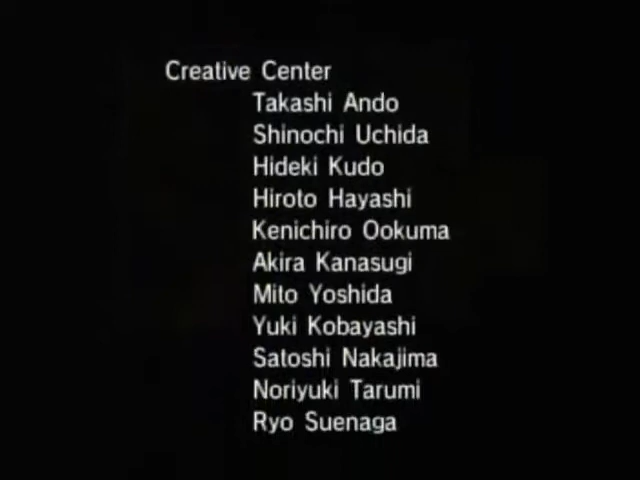 Creative Center
Takashi Ando
Shinochi Uchida
Hideki Kudo
Hiroto Hayashi
Kenichiro Ookuma
Akira Kanasugi
Mito Yoshida
Yuki Kobayashi
Satoshi Nakajima
Noriyuki Tarumi
Ryo Suenaga